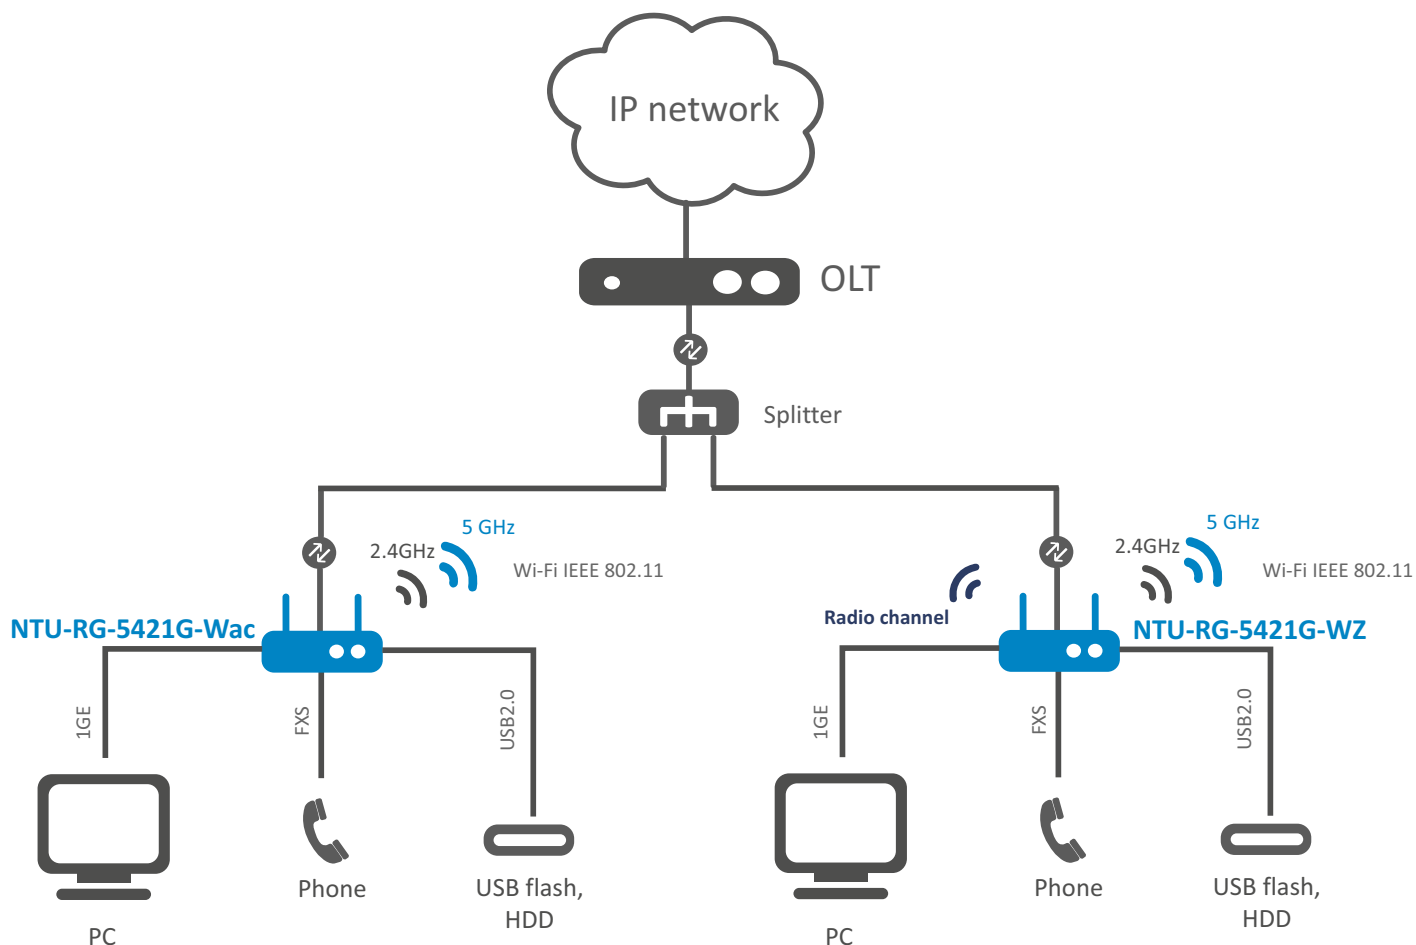 IP network
OLT
Splitter
5 GHz
2.4GHz
Wi-Fi IEEE 802.11
NTU-RG-5421G-Wac
1GE
FXS
USB2.0
PC
Phone
USB flash,
HDD
5 GHz
2.4GHz
Wi-Fi IEEE 802.11
Radio channel
NTU-RG-5421G-WZ
1GE
FXS
USB2.0
PC
Phone
USB flash,
HDD